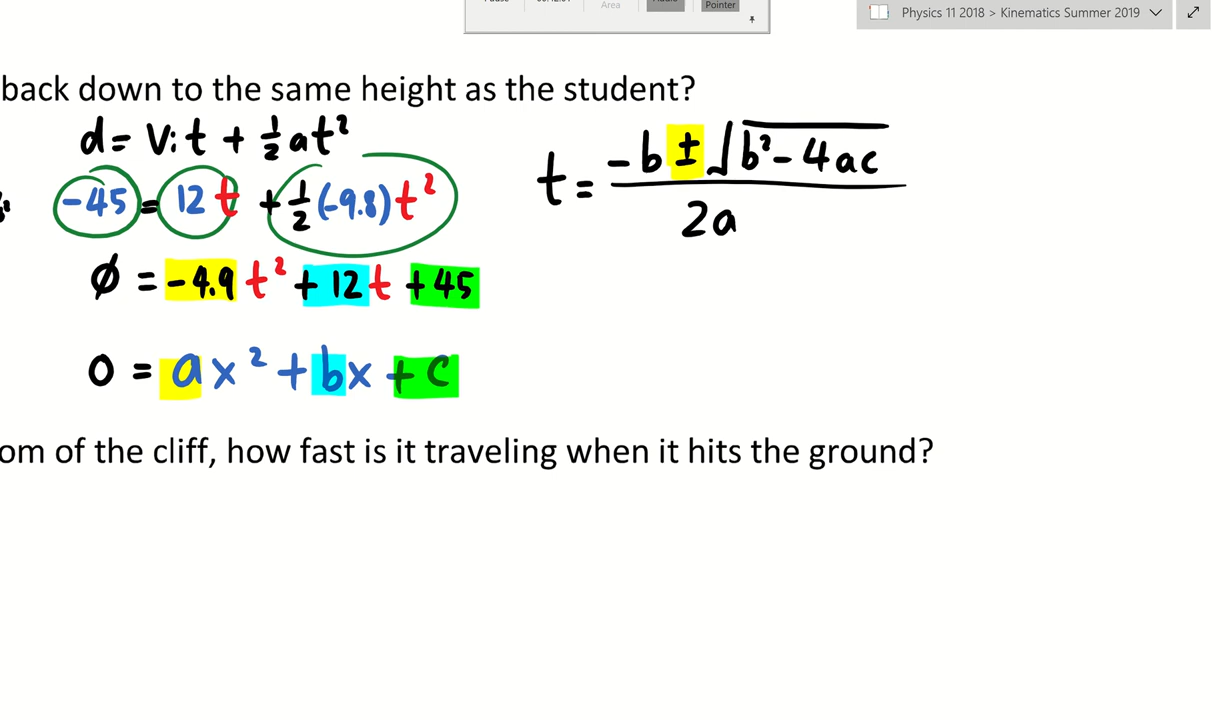 Pointer
Area
Physics 11 2018 > Kinematics Summer 2019
back down to the same height as the student?
d = Vit + ½at²
t = (-b ± √(b² - 4ac)) / 2a
-45 = 12t + ½(-9.8)t²
Ø = -4.9t² + 12t + 45
0 = ax² + bx + c
om of the cliff, how fast is it traveling when it hits the ground?